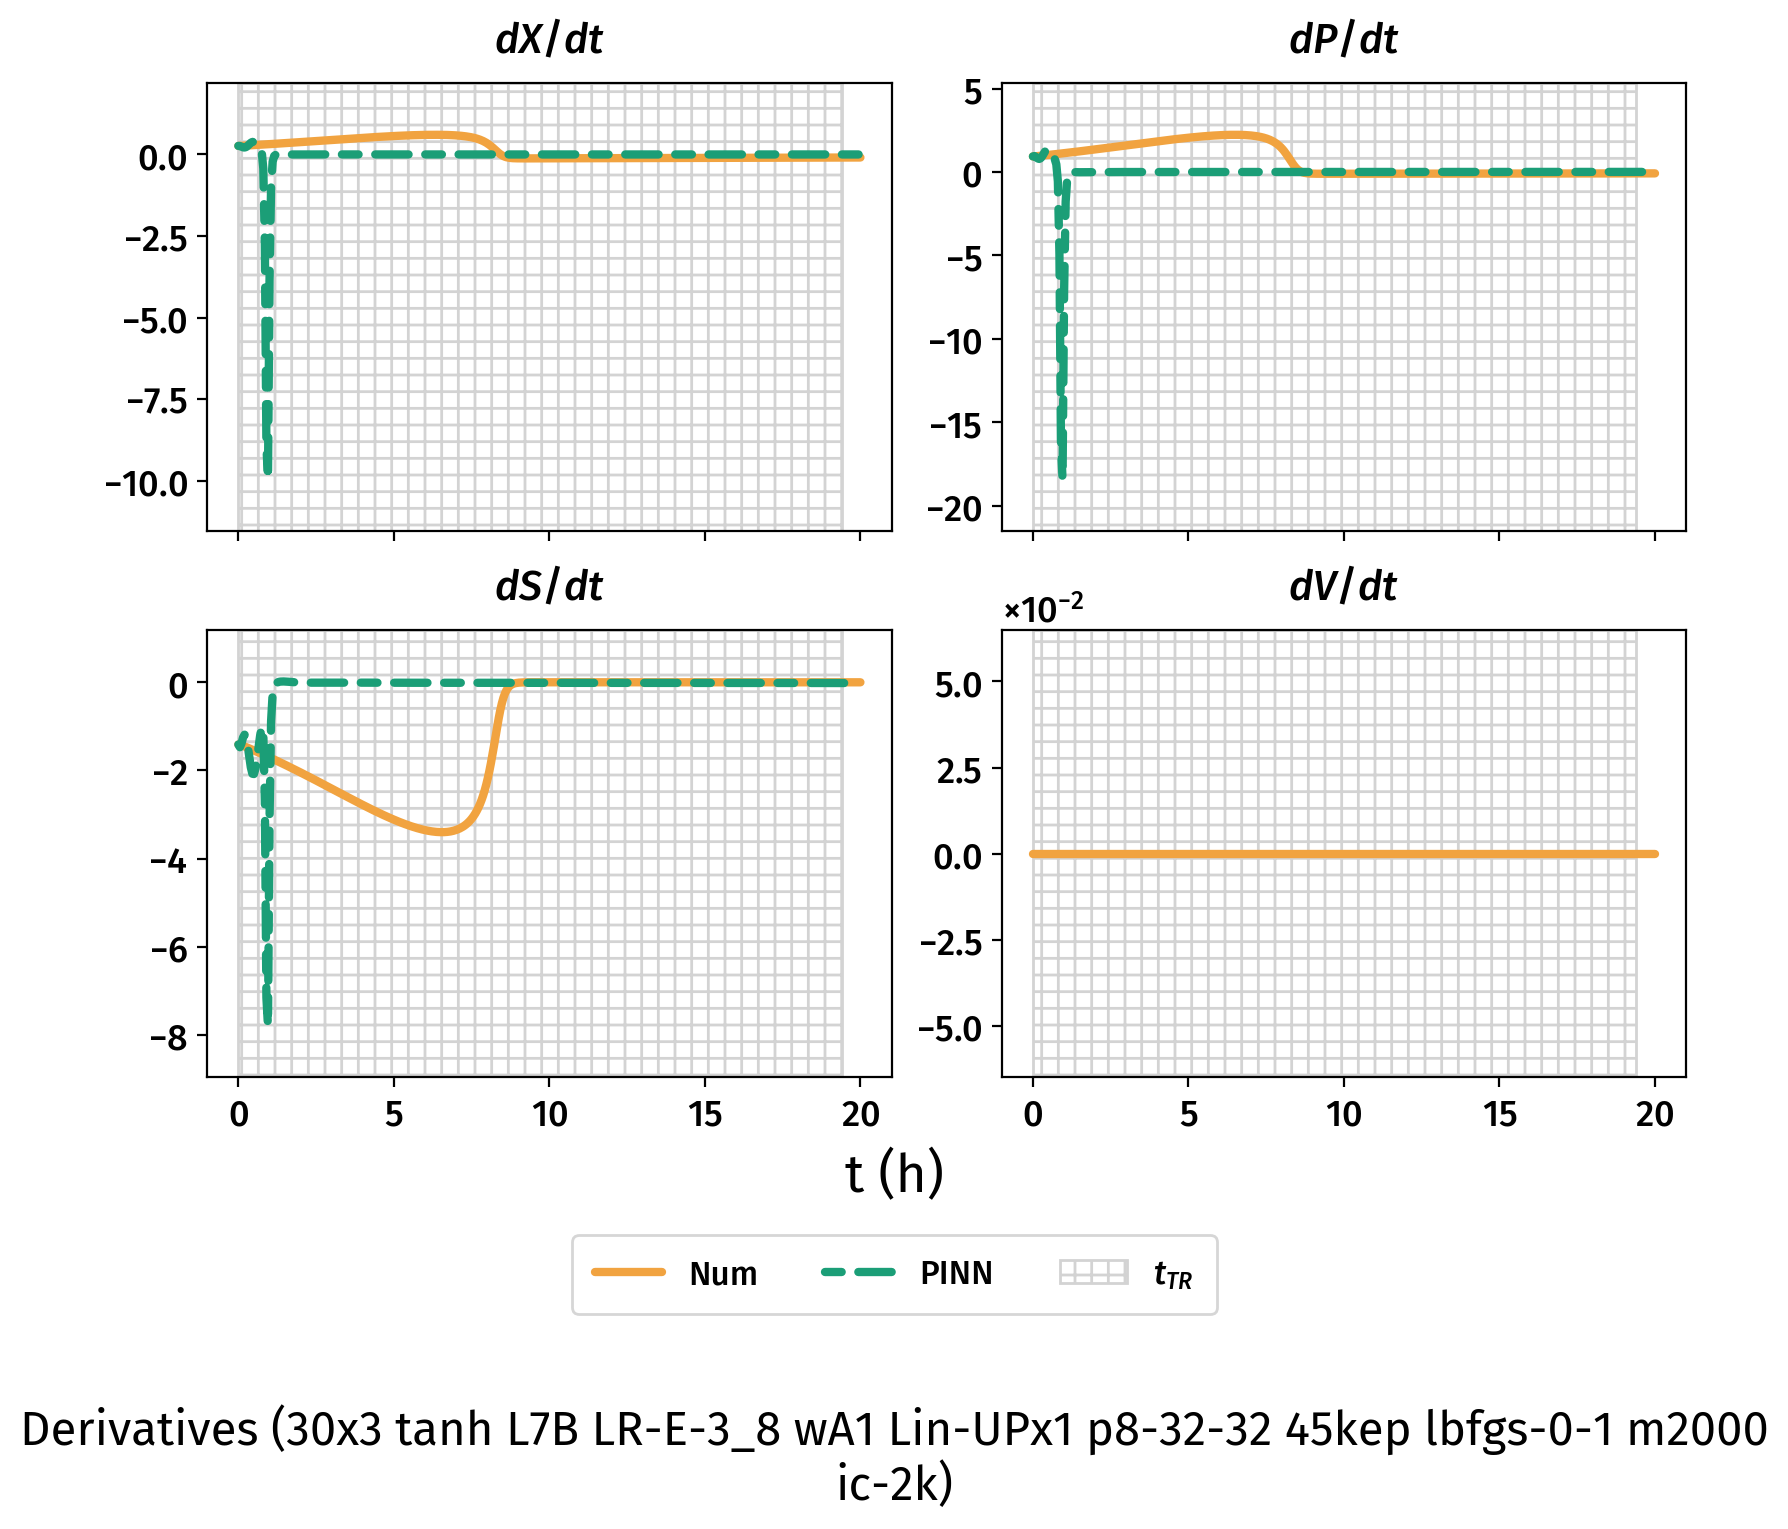 dX/dt
dP/dt
0.0
−2.5
−5.0
−7.5
−10.0
5
0
−5
−10
−15
−20
dS/dt
dV/dt
×10⁻²
0
−2
−4
−6
−8
5.0
2.5
0.0
−2.5
−5.0
0 5 10 15 20
0 5 10 15 20
t (h)
Num PINN t_TR
Derivatives (30x3 tanh L7B LR-E-3_8 wA1 Lin-UPx1 p8-32-32 45kep lbfgs-0-1 m2000
ic-2k)